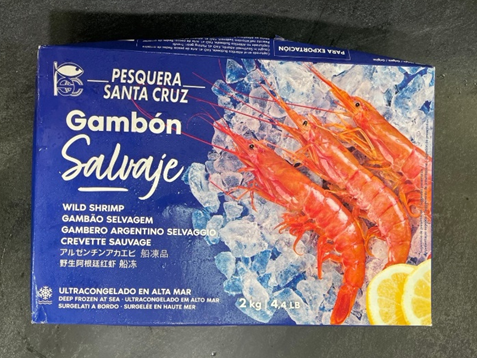 PARA EXPORTACIÓN
PESQUERA
SANTA CRUZ
Gambón
Salvaje
WILD SHRIMP
GAMBÃO SELVAGEM
GAMBERO ARGENTINO SELVAGGIO
CREVETTE SAUVAGE
アルゼンチンアカエビ 船凍品
野生阿根廷红虾 船冻
ULTRACONGELADO EN ALTA MAR
DEEP FROZEN AT SEA · ULTRACONGELADO EM ALTO MAR
SURGELATI A BORDO · SURGELÉE EN HAUTE MER
2 kg | 4,4 LB